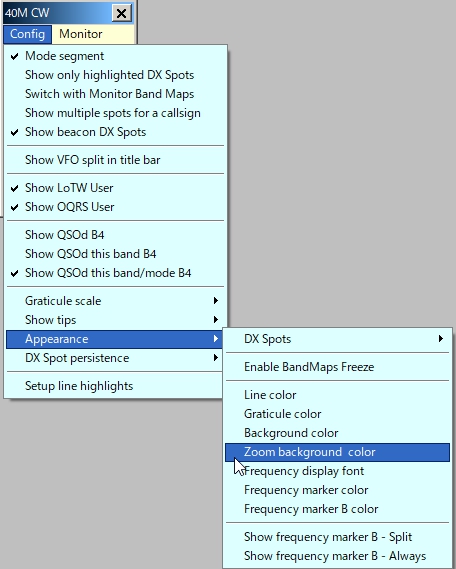 40M CW
Config Monitor
Mode segment
Show only highlighted DX Spots
Switch with Monitor Band Maps
Show multiple spots for a callsign
Show beacon DX Spots
Show VFO split in title bar
Show LoTW User
Show OQRS User
Show QSOd B4
Show QSOd this band B4
Show QSOd this band/mode B4
Graticule scale
Show tips
Appearance
DX Spot persistence
Setup line highlights
DX Spots
Enable BandMaps Freeze
Line color
Graticule color
Background color
Zoom background  color
Frequency display font
Frequency marker color
Frequency marker B color
Show frequency marker B - Split
Show frequency marker B - Always